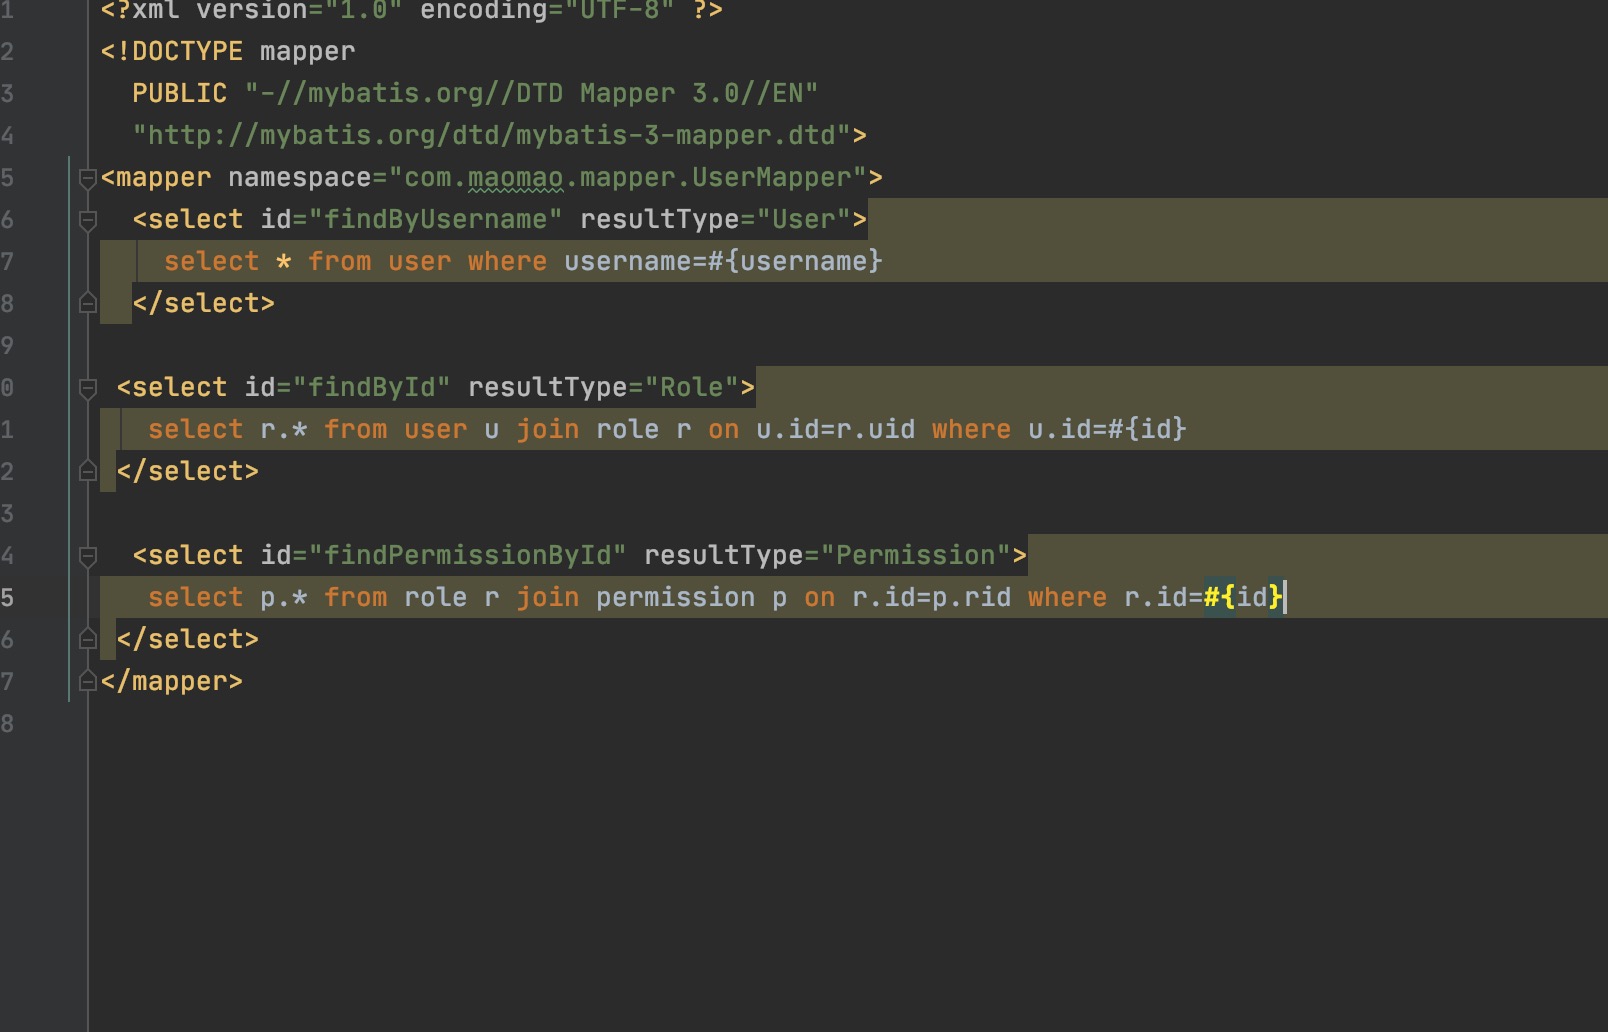 1 <?xml version="1.0" encoding="UTF-8" ?>
2 <!DOCTYPE mapper
3 PUBLIC "-//mybatis.org//DTD Mapper 3.0//EN"
4 "http://mybatis.org/dtd/mybatis-3-mapper.dtd">
5 <mapper namespace="com.maomao.mapper.UserMapper">
6 <select id="findByUsername" resultType="User">
7 select * from user where username=#{username}
8 </select>
9
0 <select id="findById" resultType="Role">
1 select r.* from user u join role r on u.id=r.uid where u.id=#{id}
2 </select>
3
4 <select id="findPermissionById" resultType="Permission">
5 select p.* from role r join permission p on r.id=p.rid where r.id=#{id}
6 </select>
7 </mapper>
8